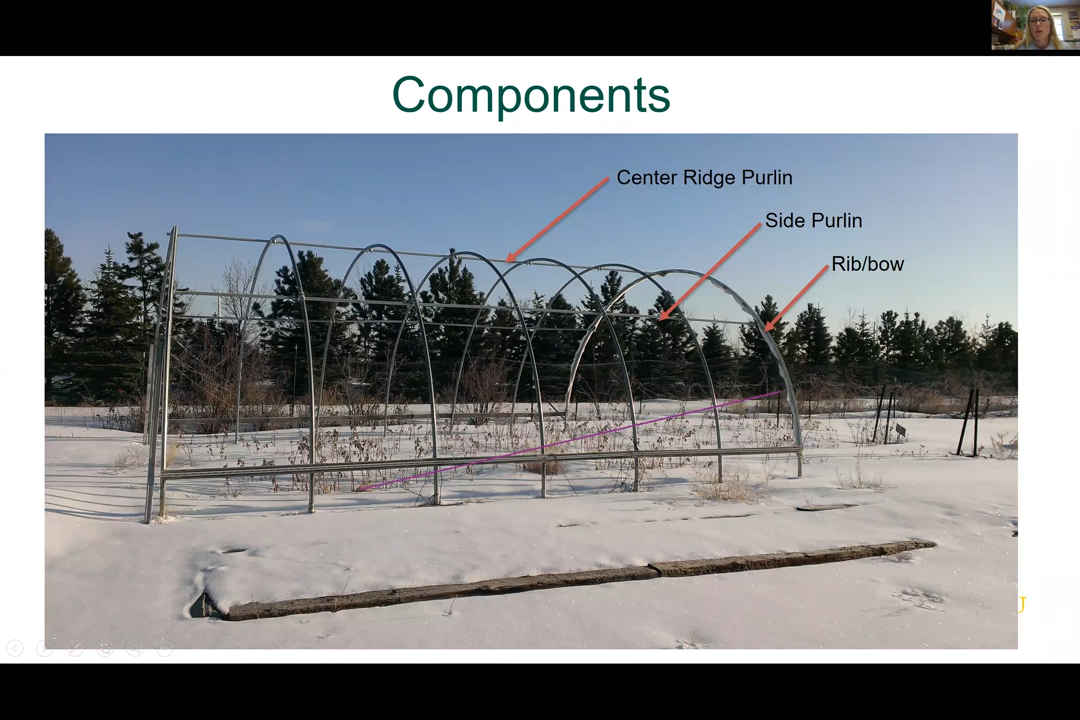 Components
Center Ridge Purlin
Side Purlin
Rib/bow
U